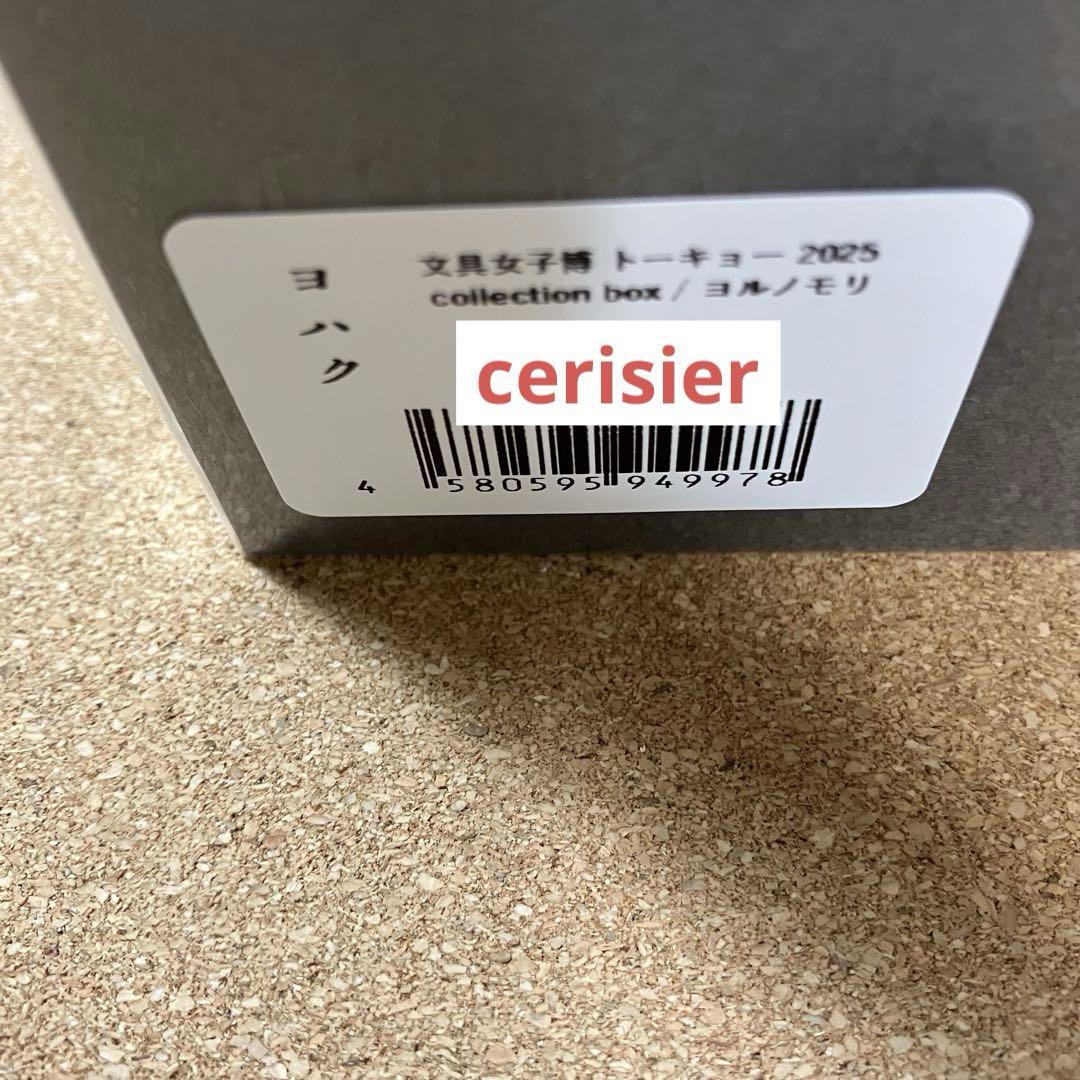 ヨハク
文具女子博 トーキョー 2025
collection box / ヨルノモリ
cerisier
4 580595 949978